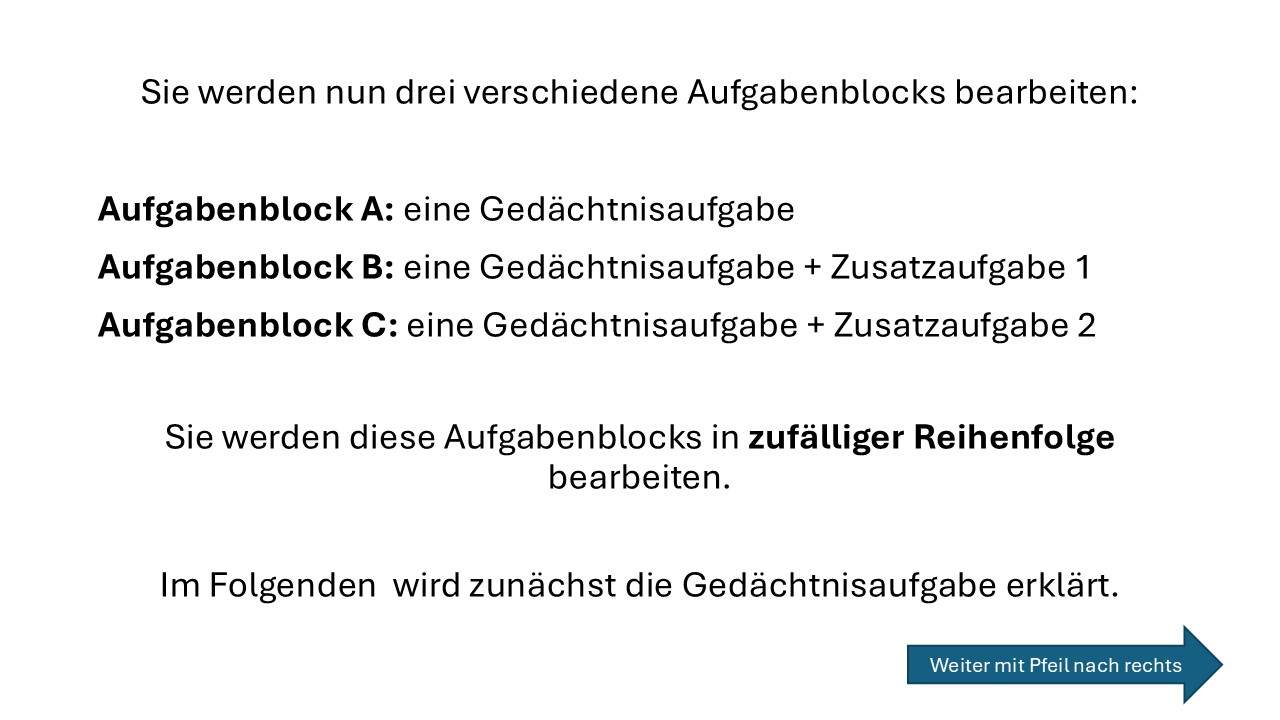 Sie werden nun drei verschiedene Aufgabenblocks bearbeiten:
Aufgabenblock A: eine Gedächtnisaufgabe
Aufgabenblock B: eine Gedächtnisaufgabe + Zusatzaufgabe 1
Aufgabenblock C: eine Gedächtnisaufgabe + Zusatzaufgabe 2
Sie werden diese Aufgabenblocks in zufälliger Reihenfolge
bearbeiten.
Im Folgenden  wird zunächst die Gedächtnisaufgabe erklärt.
Weiter mit Pfeil nach rechts